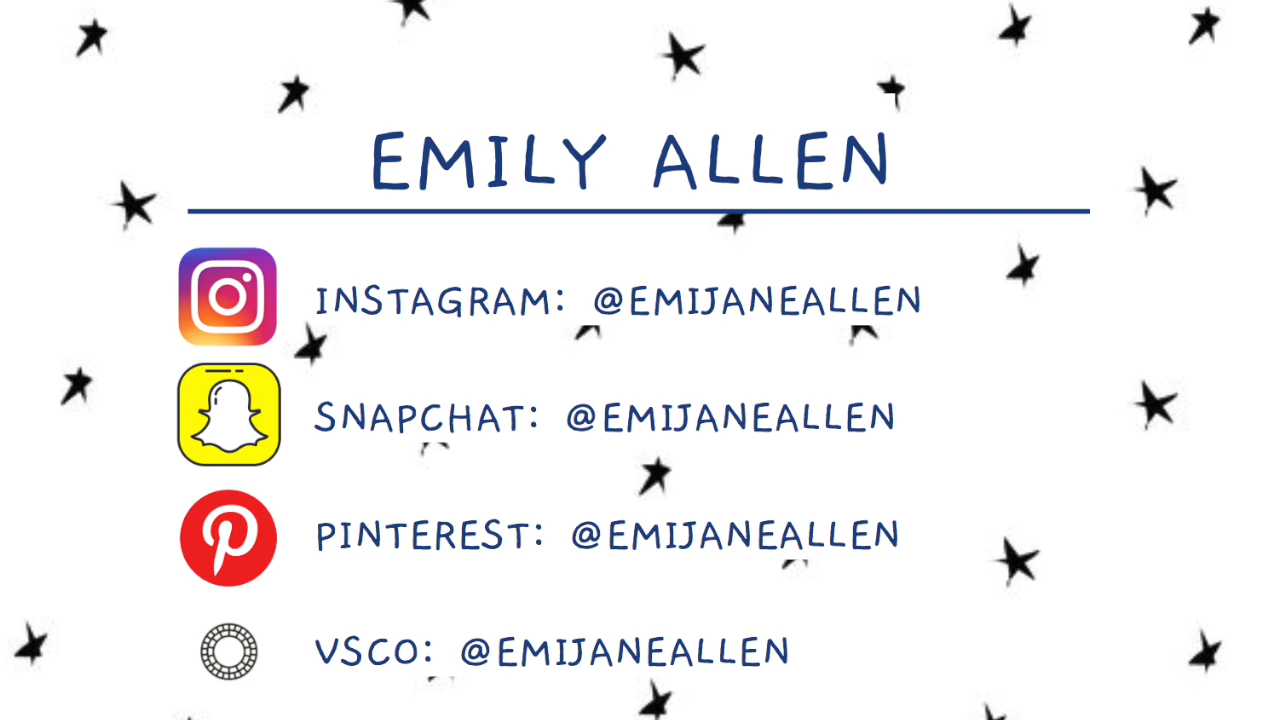 EMILY ALLEN
INSTAGRAM: @EMIJANEALLEN
SNAPCHAT: @EMIJANEALLEN
PINTEREST: @EMIJANEALLEN
VSCO: @EMIJANEALLEN